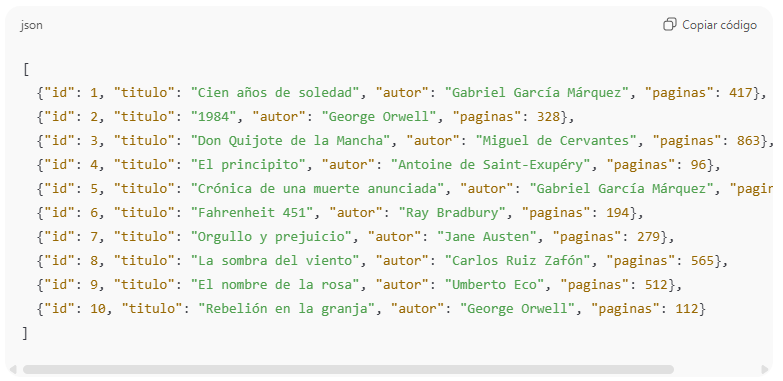 json
Copiar código
[
{"id": 1, "titulo": "Cien años de soledad", "autor": "Gabriel García Márquez", "paginas": 417},
{"id": 2, "titulo": "1984", "autor": "George Orwell", "paginas": 328},
{"id": 3, "titulo": "Don Quijote de la Mancha", "autor": "Miguel de Cervantes", "paginas": 863},
{"id": 4, "titulo": "El principito", "autor": "Antoine de Saint-Exupéry", "paginas": 96},
{"id": 5, "titulo": "Crónica de una muerte anunciada", "autor": "Gabriel García Márquez", "pagin
{"id": 6, "titulo": "Fahrenheit 451", "autor": "Ray Bradbury", "paginas": 194},
{"id": 7, "titulo": "Orgullo y prejuicio", "autor": "Jane Austen", "paginas": 279},
{"id": 8, "titulo": "La sombra del viento", "autor": "Carlos Ruiz Zafón", "paginas": 565},
{"id": 9, "titulo": "El nombre de la rosa", "autor": "Umberto Eco", "paginas": 512},
{"id": 10, "titulo": "Rebelión en la granja", "autor": "George Orwell", "paginas": 112}
]